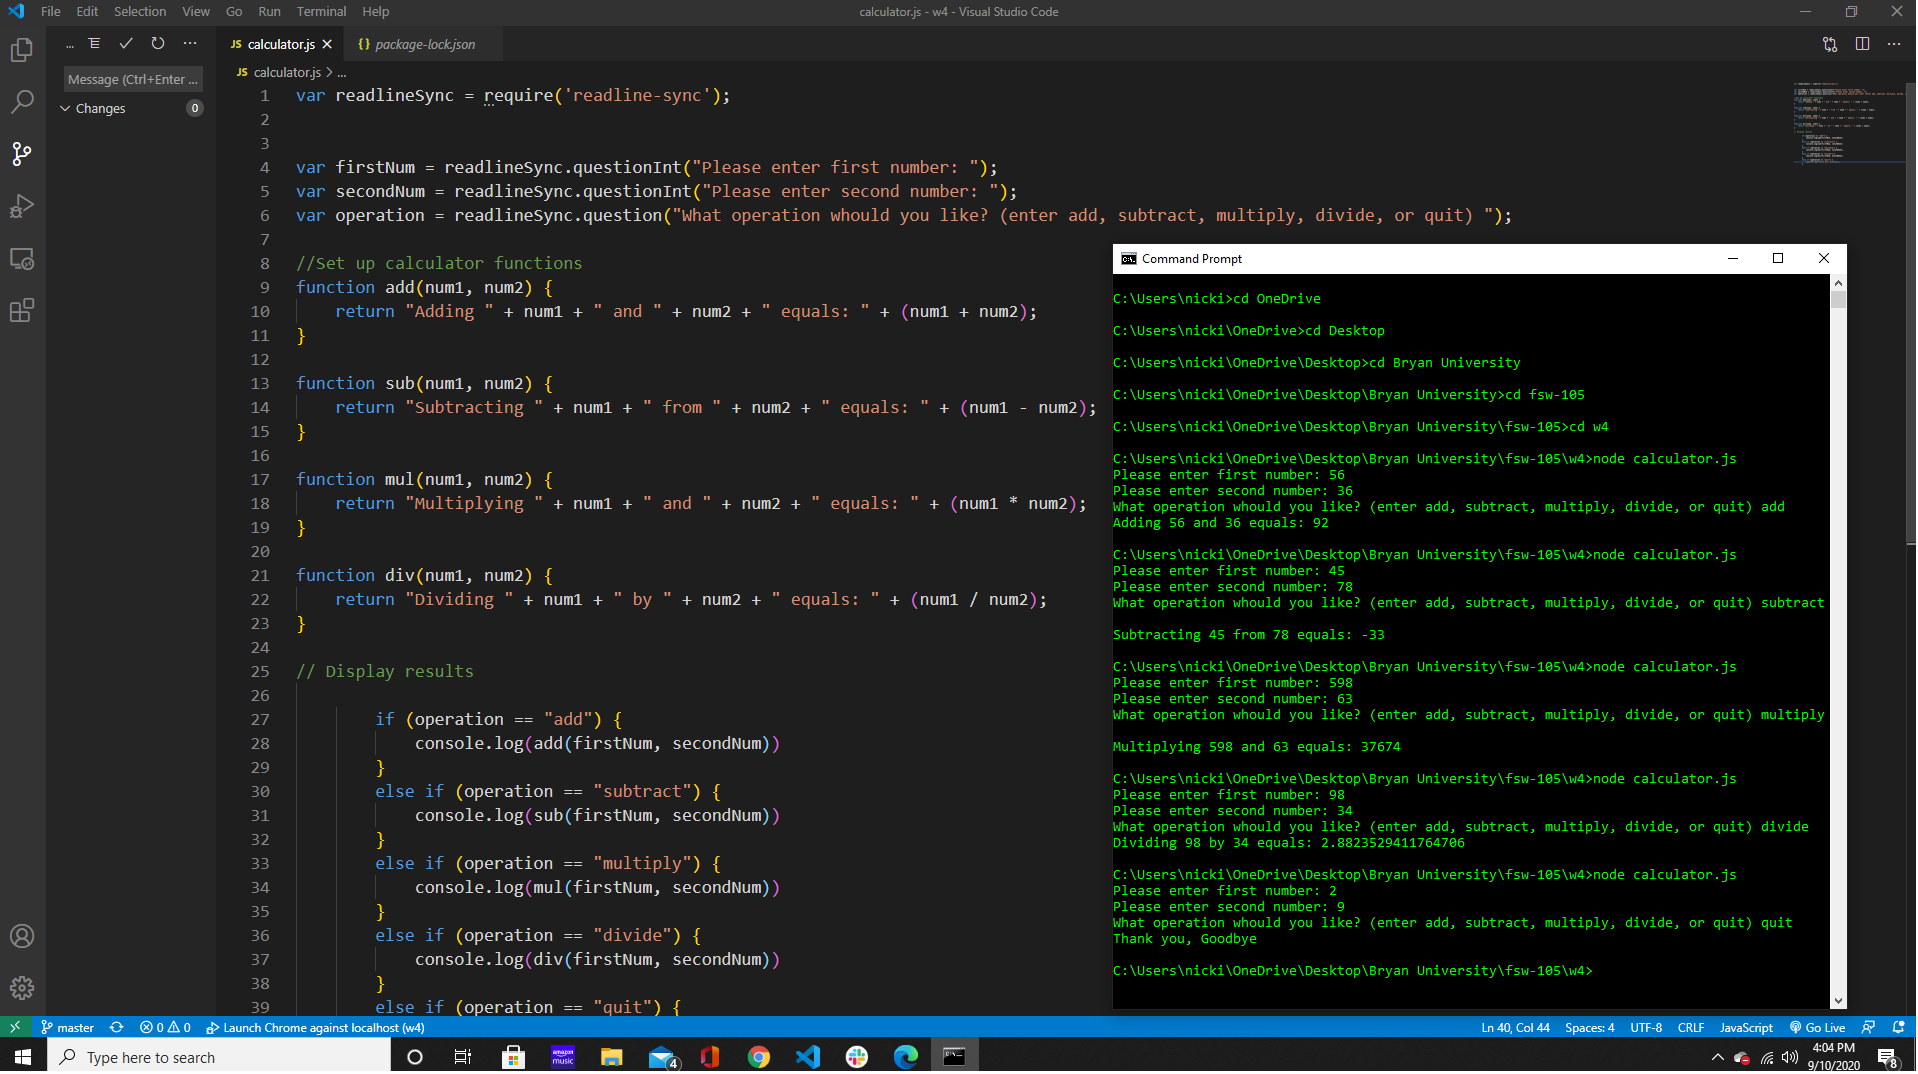 File Edit Selection View Go Run Terminal Help
calculator.js - w4 - Visual Studio Code
JS calculator.js
{} package-lock.json
Message (Ctrl+Enter ...
Changes
0
JS calculator.js > ...
1 var readlineSync = require('readline-sync');
2
3
4 var firstNum = readlineSync.questionInt("Please enter first number: ");
5 var secondNum = readlineSync.questionInt("Please enter second number: ");
6 var operation = readlineSync.question("What operation whould you like? (enter add, subtract, multiply, divide, or quit) ");
7
8 //Set up calculator functions
9 function add(num1, num2) {
10 return "Adding " + num1 + " and " + num2 + " equals: " + (num1 + num2);
11 }
12
13 function sub(num1, num2) {
14 return "Subtracting " + num1 + " from " + num2 + " equals: " + (num1 - num2);
15 }
16
17 function mul(num1, num2) {
18 return "Multiplying " + num1 + " and " + num2 + " equals: " + (num1 * num2);
19 }
20
21 function div(num1, num2) {
22 return "Dividing " + num1 + " by " + num2 + " equals: " + (num1 / num2);
23 }
24
25 // Display results
26
27 if (operation == "add") {
28 console.log(add(firstNum, secondNum))
29 }
30 else if (operation == "subtract") {
31 console.log(sub(firstNum, secondNum))
32 }
33 else if (operation == "multiply") {
34 console.log(mul(firstNum, secondNum))
35 }
36 else if (operation == "divide") {
37 console.log(div(firstNum, secondNum))
38 }
39 else if (operation == "quit") {
Command Prompt
C:\Users\nicki>cd OneDrive
C:\Users\nicki\OneDrive>cd Desktop
C:\Users\nicki\OneDrive\Desktop>cd Bryan University
C:\Users\nicki\OneDrive\Desktop\Bryan University>cd fsw-105
C:\Users\nicki\OneDrive\Desktop\Bryan University\fsw-105>cd w4
C:\Users\nicki\OneDrive\Desktop\Bryan University\fsw-105\w4>node calculator.js
Please enter first number: 56
Please enter second number: 36
What operation whould you like? (enter add, subtract, multiply, divide, or quit) add
Adding 56 and 36 equals: 92
C:\Users\nicki\OneDrive\Desktop\Bryan University\fsw-105\w4>node calculator.js
Please enter first number: 45
Please enter second number: 78
What operation whould you like? (enter add, subtract, multiply, divide, or quit) subtract
Subtracting 45 from 78 equals: -33
C:\Users\nicki\OneDrive\Desktop\Bryan University\fsw-105\w4>node calculator.js
Please enter first number: 598
Please enter second number: 63
What operation whould you like? (enter add, subtract, multiply, divide, or quit) multiply
Multiplying 598 and 63 equals: 37674
C:\Users\nicki\OneDrive\Desktop\Bryan University\fsw-105\w4>node calculator.js
Please enter first number: 98
Please enter second number: 34
What operation whould you like? (enter add, subtract, multiply, divide, or quit) divide
Dividing 98 by 34 equals: 2.8823529411764706
C:\Users\nicki\OneDrive\Desktop\Bryan University\fsw-105\w4>node calculator.js
Please enter first number: 2
Please enter second number: 9
What operation whould you like? (enter add, subtract, multiply, divide, or quit) quit
Thank you, Goodbye
C:\Users\nicki\OneDrive\Desktop\Bryan University\fsw-105\w4>
master 0 0 Launch Chrome against localhost (w4)
Ln 40, Col 44 Spaces: 4 UTF-8 CRLF JavaScript Go Live
Type here to search
amazon music
4
4:04 PM
9/10/2020
8